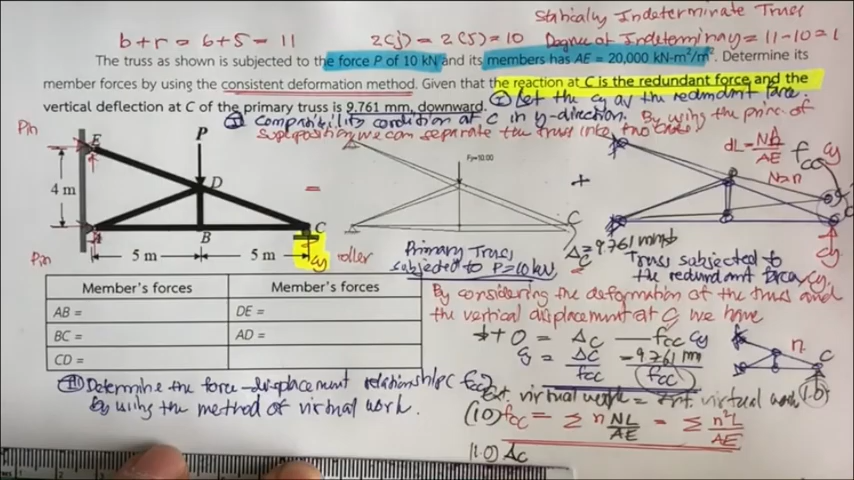 Statically Indeterminate Truss
b+r = 6+5 = 11
2(j) = 2(5) = 10
Degree of Indeterminacy = 11-10 = 1
The truss as shown is subjected to the force P of 10 kN and its members has AE = 20,000 kN-m²/m². Determine its
member forces by using the consistent deformation method. Given that the reaction at C is the redundant force and the
vertical deflection at C of the primary truss is 9.761 mm, downward.
I Let the Cy as the redundant force.
II Compatibility condition at C in y-direction. By using the princ. of
superposition, we can separate the truss into two
Pin
E
P
D
4 m
A
B
C
Pin
5 m
5 m
Cy
roller
=
Fy=10.00
C
Δc = 9.761 mm
Primary Truss
subjected to P=10kN
+
dL = NL/AE
N=n
fcc
Cy
C
Cy
Truss subjected to
the redundant force Cy.
Member's forces
Member's forces
AB =
DE =
BC =
AD =
CD =
By considering the deformation of the truss and
the vertical displacement at C, we have
+ 0 = Δc — fcc Cy
Cy = Δc/fcc = 9.761 mm/fcc
n
C
(1.0)
III Determine the force-displacement relationship (fcc)
by using the method of virtual work.
Ext. virtual work = Int. virtual work
(1.0) fcc = Σ n NL/AE = Σ n²L/AE
(1.0) Δc